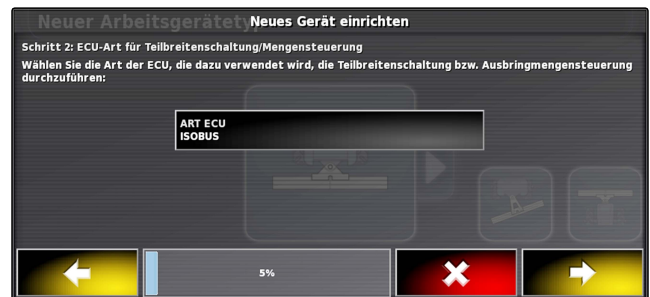 Neuer Arbeitsgerätety
Neues Gerät einrichten
Schritt 2: ECU-Art für Teilbreitenschaltung/Mengensteuerung
Wählen Sie die Art der ECU, die dazu verwendet wird, die Teilbreitenschaltung bzw. Ausbringmengensteuerung
durchzuführen:
ART ECU
ISOBUS
5%